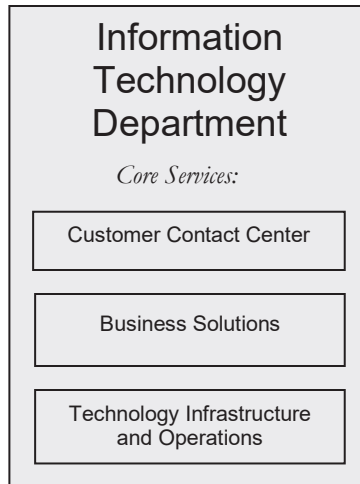 Information
Technology
Department
Core Services:
Customer Contact Center
Business Solutions
Technology Infrastructure
and Operations